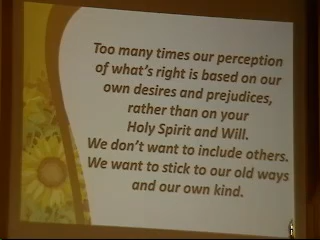 Too many times our perception
of what's right is based on our
own desires and prejudices,
rather than on your
Holy Spirit and Will.
We don't want to include others.
We want to stick to our old ways
and our own kind.